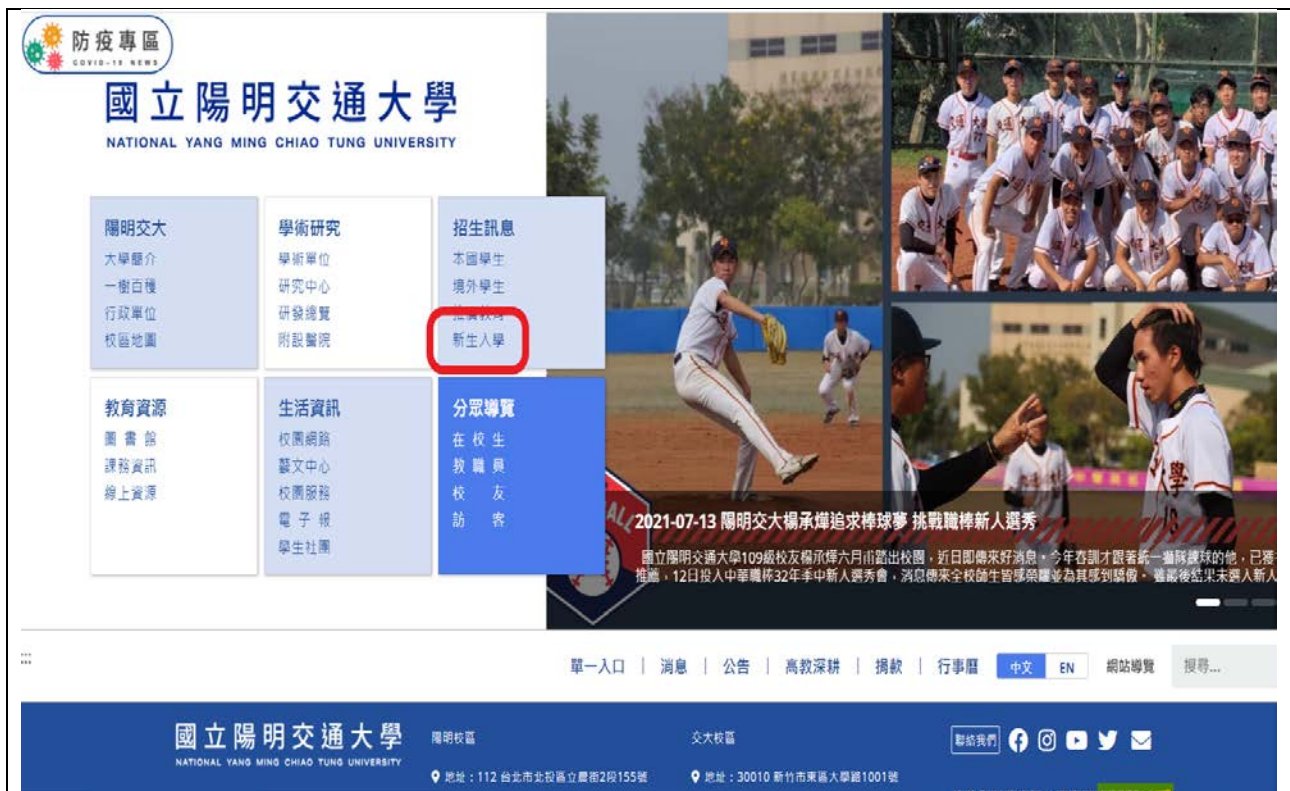 防疫專區
COVID-19 NEWS
國立陽明交通大學
NATIONAL YANG MING CHIAO TUNG UNIVERSITY
陽明交大
大學簡介
一樹百穫
行政單位
校區地圖
學術研究
學術單位
研究中心
研發總覽
附設醫院
招生訊息
本國學生
境外學生
推廣教育
新生入學
教育資源
圖書館
課務資訊
線上資源
生活資訊
校園網路
藝文中心
校園服務
電子報
學生社團
分眾導覽
在校生
教職員
校友
訪客
2021-07-13 陽明交大楊承燁追求棒球夢 挑戰職棒新人選秀
國立陽明交通大學109級校友楊承燁六月甫踏出校園，近日即傳來好消息。今年春訓才跟著統一獅隊練球的他，已獲
推薦，12日投入中華職棒32年季中新人選秀會，消息傳來全校師生皆感榮耀並為其感到驕傲。 雖最後結果未選入新人
單一入口 | 消息 | 公告 | 高教深耕 | 捐款 | 行事曆 中文 EN 網站導覽 搜尋...
國立陽明交通大學
NATIONAL YANG MING CHIAO TUNG UNIVERSITY
陽明校區
地址：112 台北市北投區立農街2段155號
交大校區
地址：30010 新竹市東區大學路1001號
聯絡我們